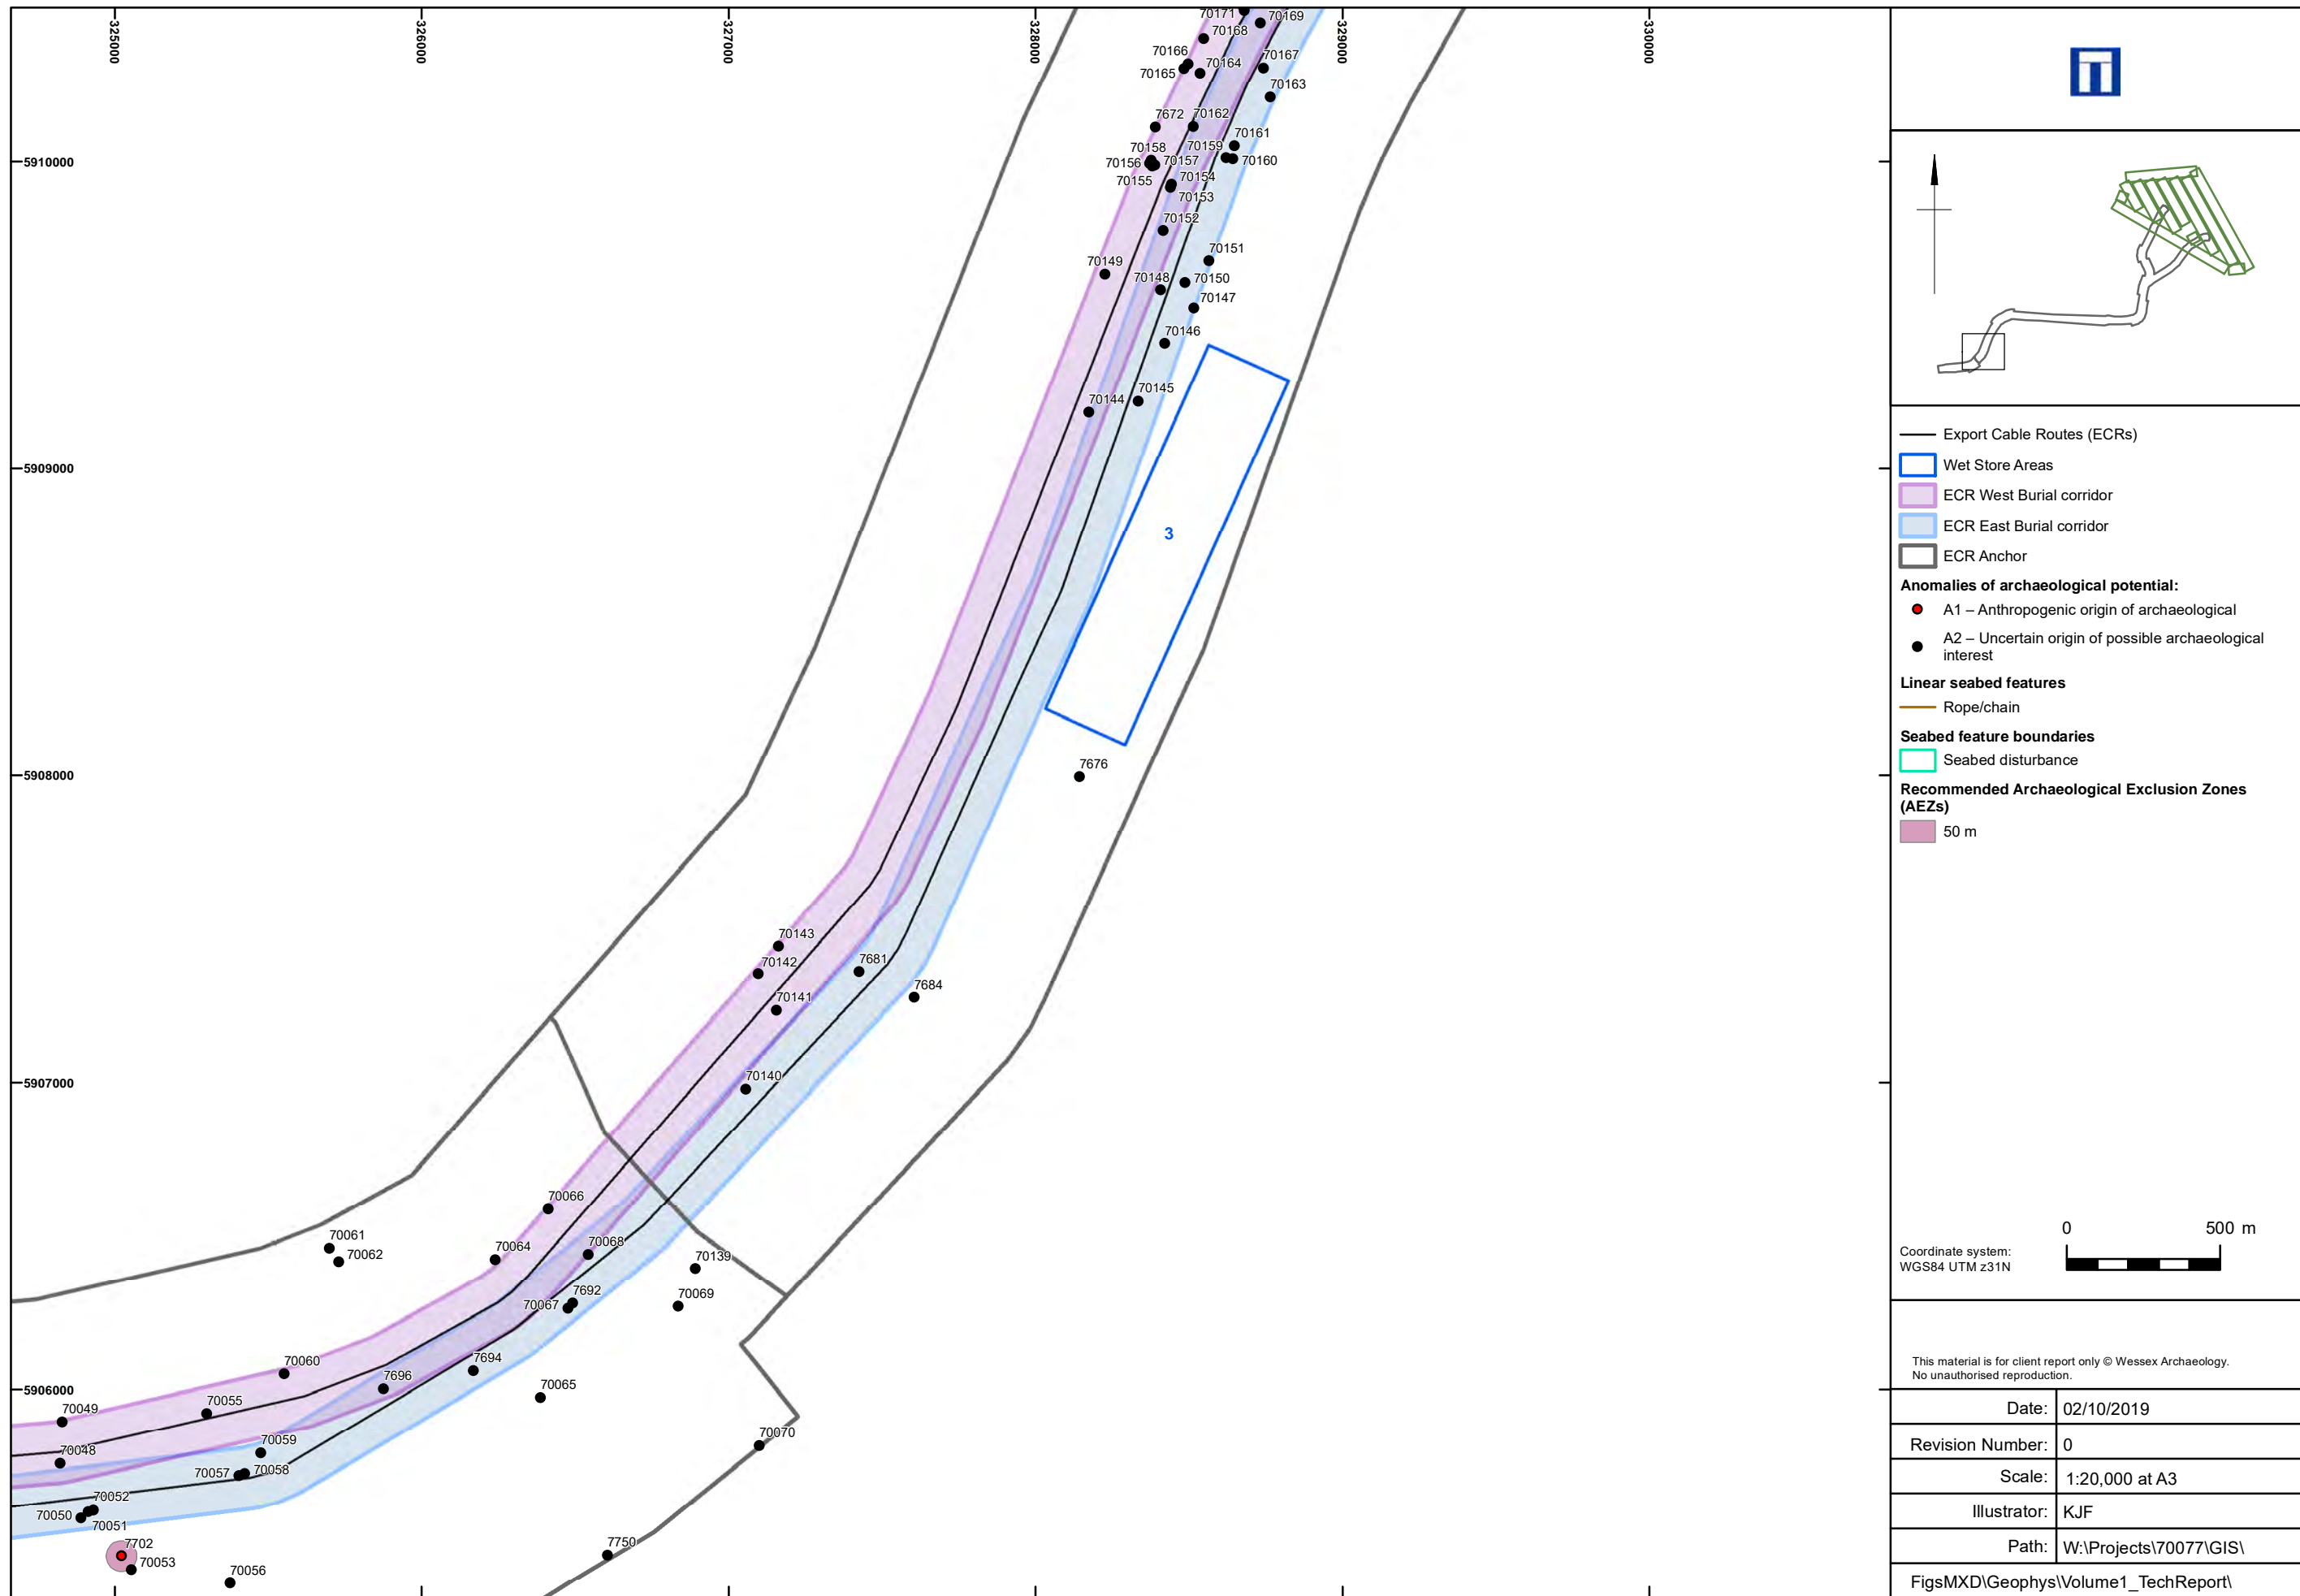 325000
326000
327000
328000
329000
330000
70171
70169
70168
70166
70167
70165
70164
70163
7672
70162
70161
70158
70159
70156
70157
70160
5910000
70155
70154
70153
70152
70151
70149
70148
70150
70147
70146
70145
70144
5909000
3
7676
5908000
70143
70142
7681
7684
70141
70140
5907000
70066
70061
70062
70064
70068
70139
70067
7692
70069
70060
7694
7696
70065
5906000
70049
70055
70048
70059
70070
70057
70058
70052
70050
70051
7702
70053
70056
7750
Export Cable Routes (ECRs)
Wet Store Areas
ECR West Burial corridor
ECR East Burial corridor
ECR Anchor
Anomalies of archaeological potential:
A1 – Anthropogenic origin of archaeological
A2 – Uncertain origin of possible archaeological
interest
Linear seabed features
Rope/chain
Seabed feature boundaries
Seabed disturbance
Recommended Archaeological Exclusion Zones
(AEZs)
50 m
0 500 m
Coordinate system:
WGS84 UTM z31N
This material is for client report only © Wessex Archaeology.
No unauthorised reproduction.
Date: 02/10/2019
Revision Number: 0
Scale: 1:20,000 at A3
Illustrator: KJF
Path: W:\Projects\70077\GIS\
FigsMXD\Geophys\Volume1_TechReport\